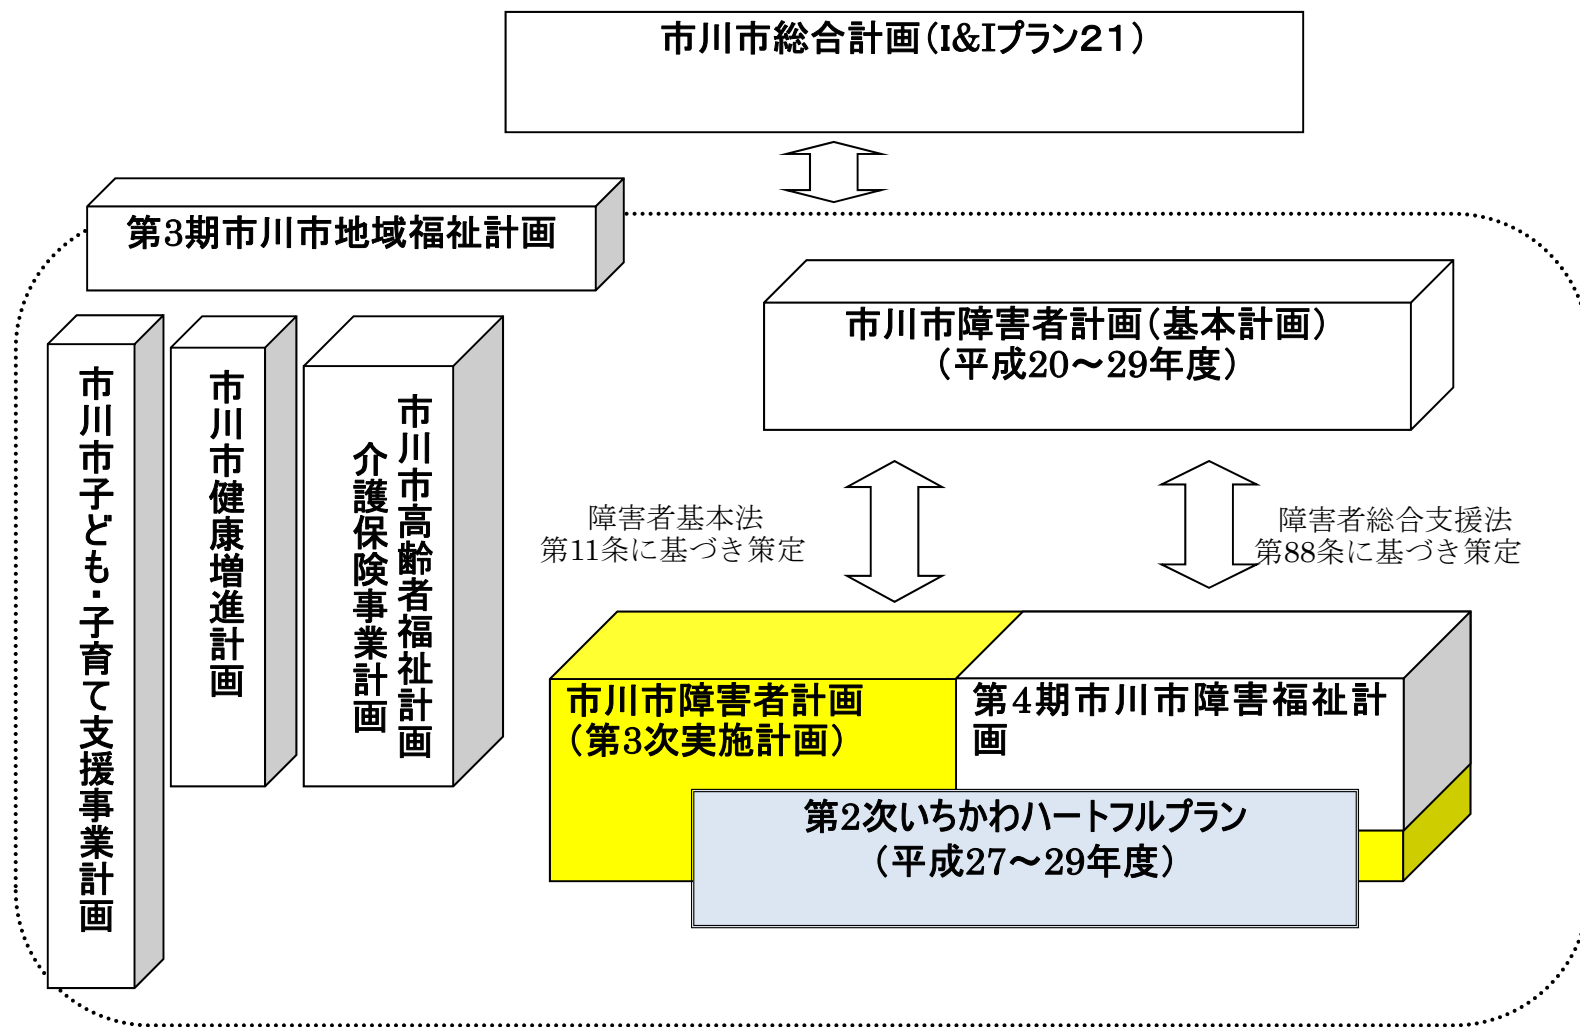 市川市総合計画（I&Iプラン２１）
第3期市川市地域福祉計画
市川市障害者計画（基本計画）
（平成20～29年度）
市川市子ども・子育て支援事業計画
市川市健康増進計画
市川市高齢者福祉計画
介護保険事業計画
障害者基本法
第11条に基づき策定
障害者総合支援法
第88条に基づき策定
市川市障害者計画
（第3次実施計画）
第4期市川市障害福祉計
画
第2次いちかわハートフルプラン
（平成27～29年度）